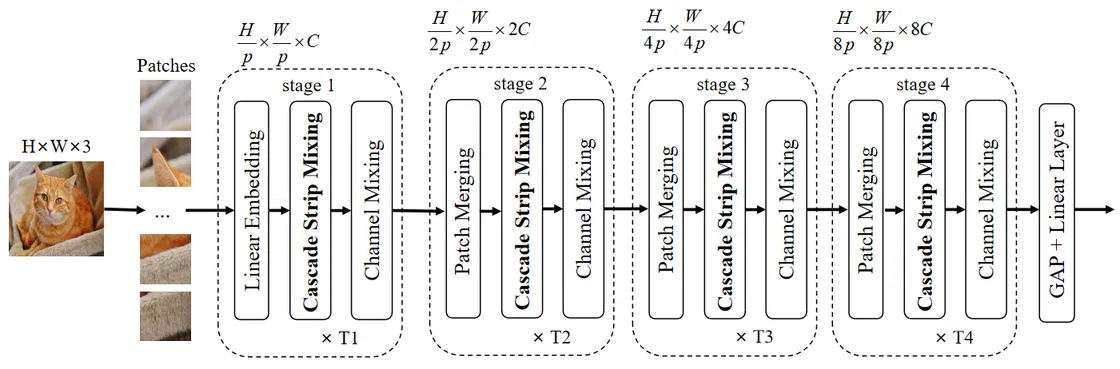 H/p × W/p × C
H/2p × W/2p × 2C
H/4p × W/4p × 4C
H/8p × W/8p × 8C
Patches
H×W×3
...
stage 1
Linear Embedding
Cascade Strip Mixing
Channel Mixing
× T1
stage 2
Patch Merging
Cascade Strip Mixing
Channel Mixing
× T2
stage 3
Patch Merging
Cascade Strip Mixing
Channel Mixing
× T3
stage 4
Patch Merging
Cascade Strip Mixing
Channel Mixing
× T4
GAP + Linear Layer